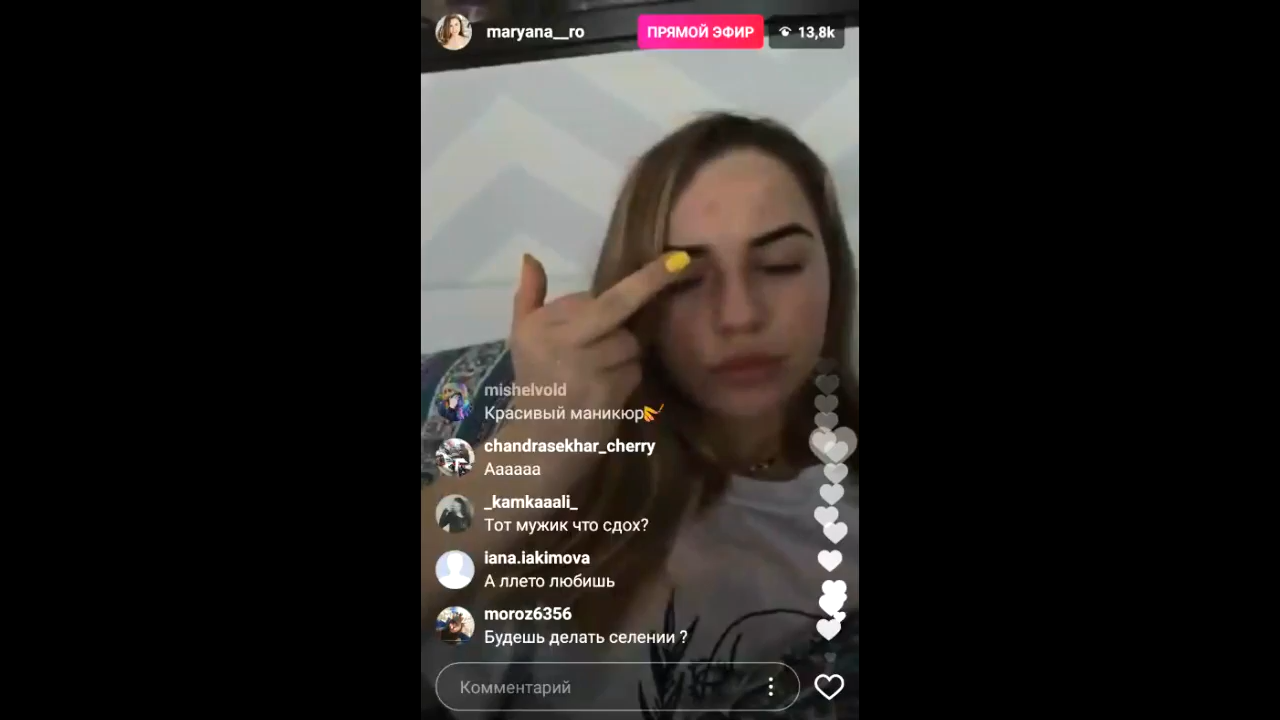 maryana__ro
ПРЯМОЙ ЭФИР
13,8k
mishelvold
Красивый маникюр
chandrasekhar_cherry
Аааааа
_kamkaaali_
Тот мужик что сдох?
iana.iakimova
А ллето любишь
moroz6356
Будешь делать селении ?
Комментарий